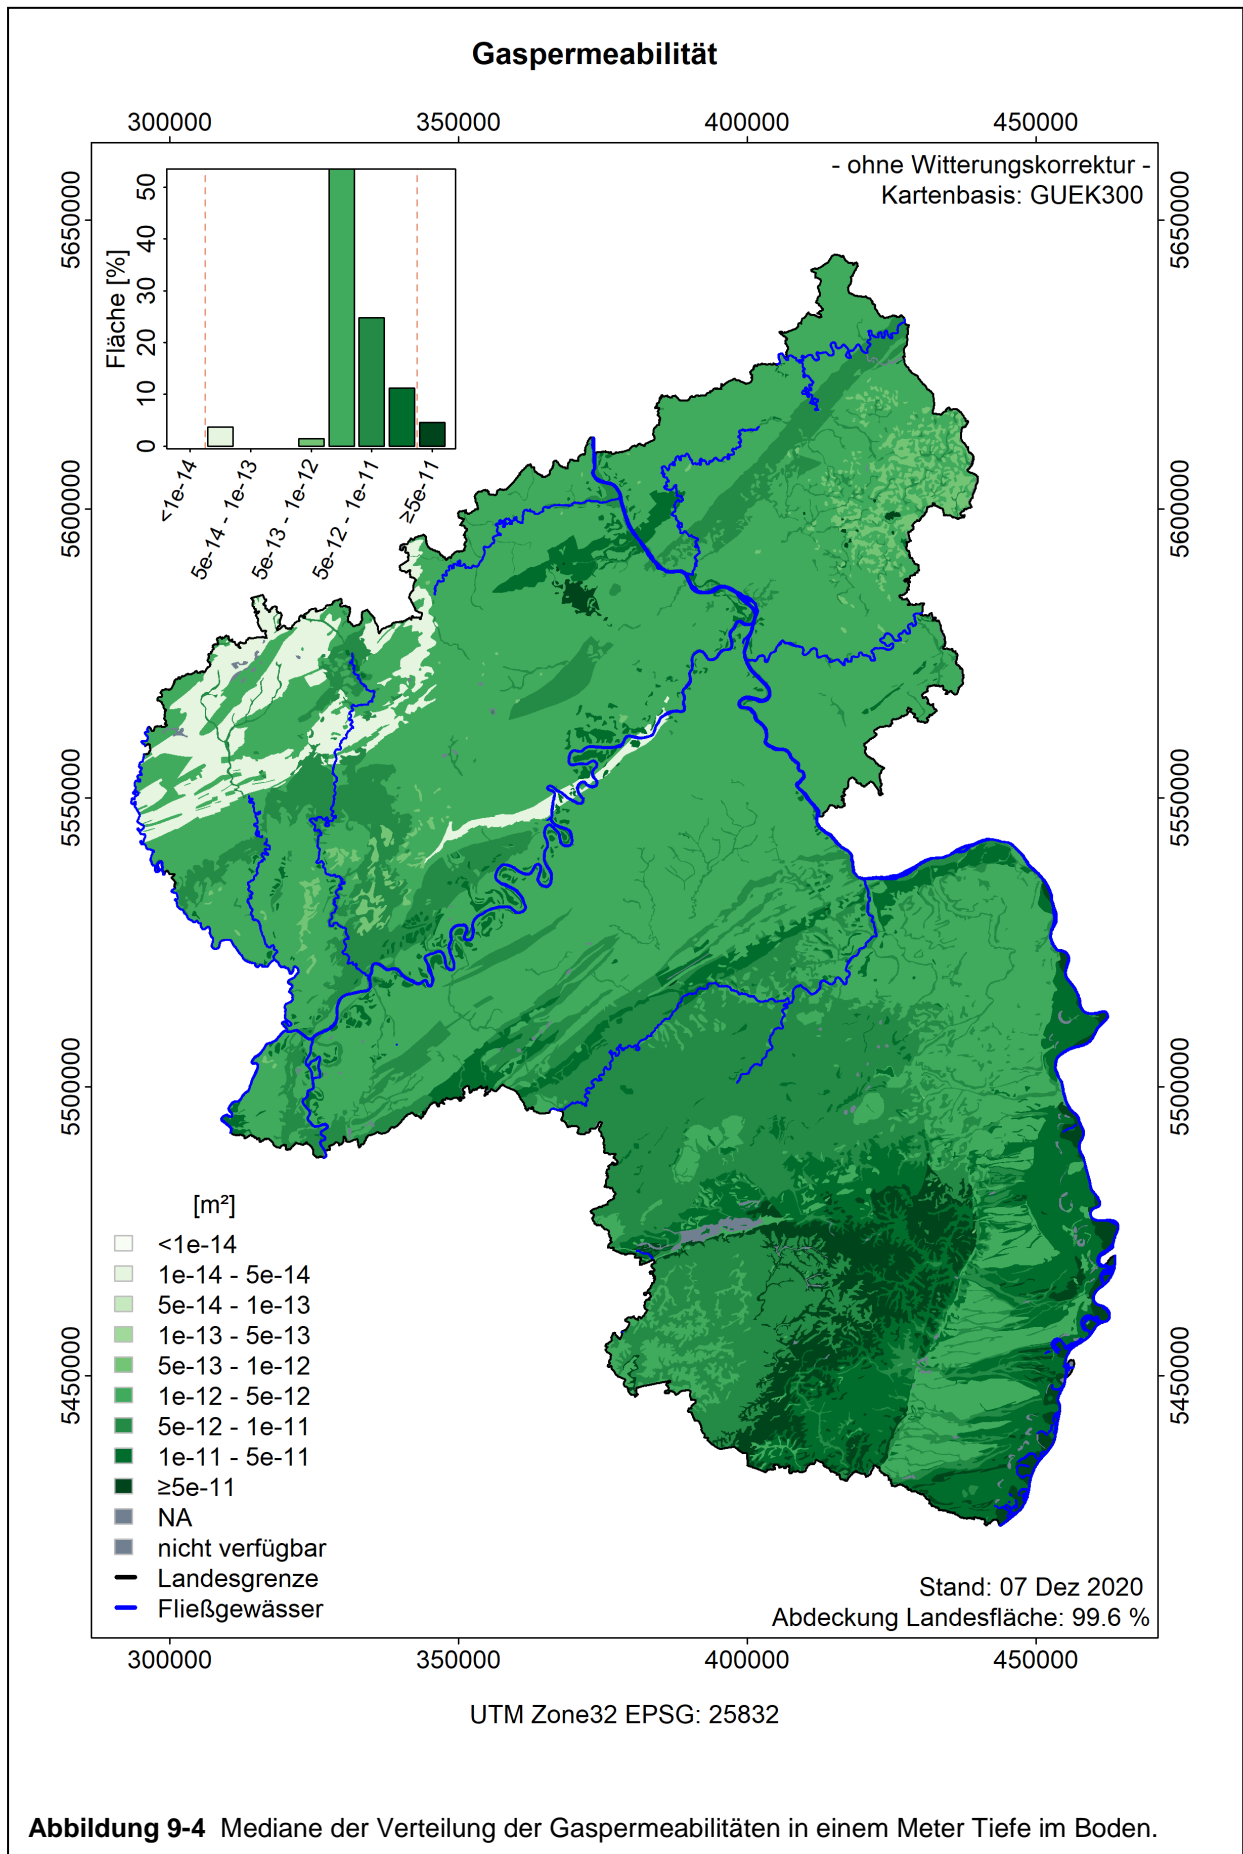 Gaspermeabilität
300000 350000 400000 450000
- ohne Witterungskorrektur -
Kartenbasis: GUEK300
5650000
5600000
5550000
5500000
5450000
Fläche [%]
50
40
30
20
10
0
<1e-14
5e-14 - 1e-13
5e-13 - 1e-12
5e-12 - 1e-11
≥5e-11
5650000
5600000
5550000
5500000
5450000
[m²]
<1e-14
1e-14 - 5e-14
5e-14 - 1e-13
1e-13 - 5e-13
5e-13 - 1e-12
1e-12 - 5e-12
5e-12 - 1e-11
1e-11 - 5e-11
≥5e-11
NA
nicht verfügbar
Landesgrenze
Fließgewässer
Stand: 07 Dez 2020
Abdeckung Landesfläche: 99.6 %
300000 350000 400000 450000
UTM Zone32 EPSG: 25832
Abbildung 9-4 Mediane der Verteilung der Gaspermeabilitäten in einem Meter Tiefe im Boden.